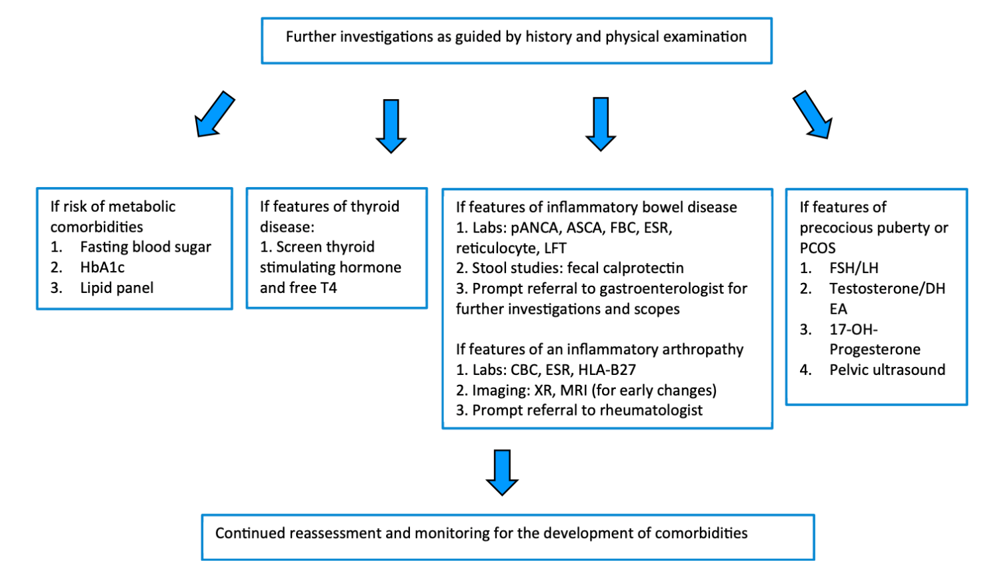 Further investigations as guided by history and physical examination
If risk of metabolic
comorbidities
1. Fasting blood sugar
2. HbA1c
3. Lipid panel
If features of thyroid
disease:
1. Screen thyroid
stimulating hormone
and free T4
If features of inflammatory bowel disease
1. Labs: pANCA, ASCA, FBC, ESR,
reticulocyte, LFT
2. Stool studies: fecal calprotectin
3. Prompt referral to gastroenterologist for
further investigations and scopes
If features of an inflammatory arthropathy
1. Labs: CBC, ESR, HLA-B27
2. Imaging: XR, MRI (for early changes)
3. Prompt referral to rheumatologist
If features of
precocious puberty or
PCOS
1. FSH/LH
2. Testosterone/DH
EA
3. 17-OH-
Progesterone
4. Pelvic ultrasound
Continued reassessment and monitoring for the development of comorbidities